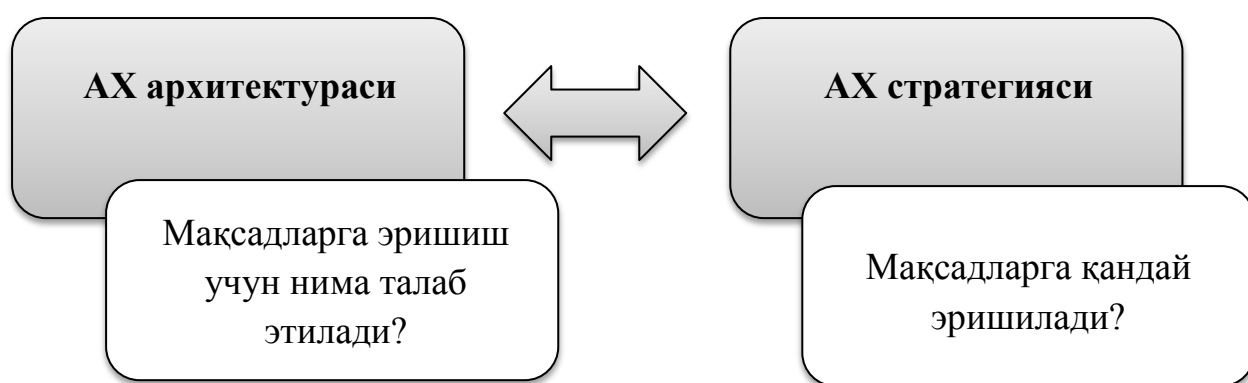 АХ архитектураси
АХ стратегияси
Мақсадларга эришиш
учун нима талаб
этилади?
Мақсадларга қандай
эришилади?